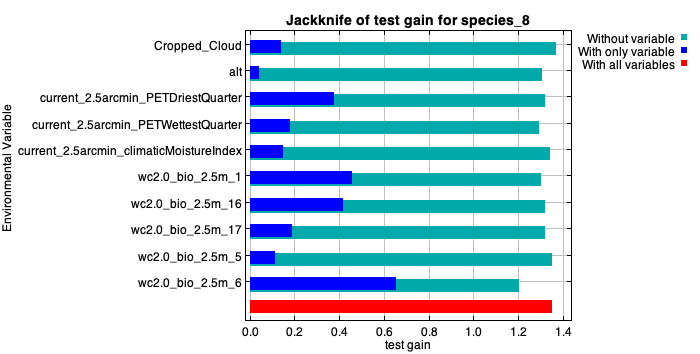 Jackknife of test gain for species_8
Without variable
With only variable
With all variables
Environmental Variable
Cropped_Cloud
alt
current_2.5arcmin_PETDriestQuarter
current_2.5arcmin_PETWettestQuarter
current_2.5arcmin_climaticMoistureIndex
wc2.0_bio_2.5m_1
wc2.0_bio_2.5m_16
wc2.0_bio_2.5m_17
wc2.0_bio_2.5m_5
wc2.0_bio_2.5m_6
0.0 0.2 0.4 0.6 0.8 1.0 1.2 1.4
test gain